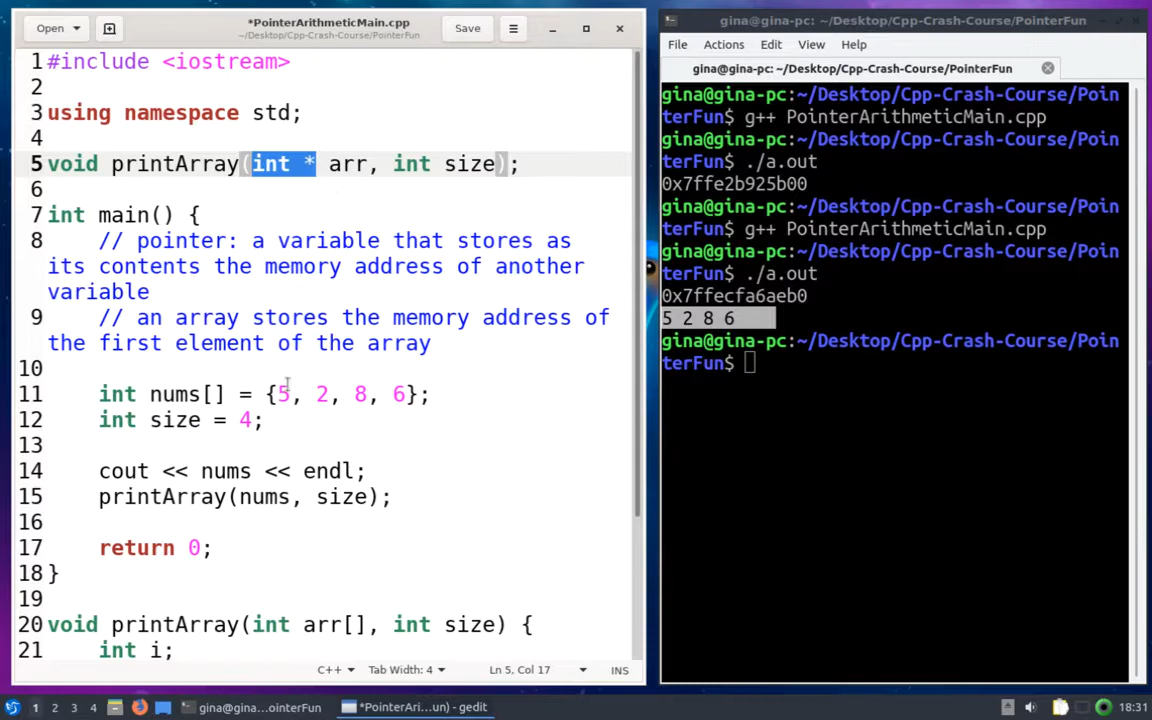 Open
*PointerArithmeticMain.cpp
~/Desktop/Cpp-Crash-Course/PointerFun
Save
1 #include <iostream>
2
3 using namespace std;
4
5 void printArray(int * arr, int size);
6
7 int main() {
8 // pointer: a variable that stores as
its contents the memory address of another
variable
9 // an array stores the memory address of
the first element of the array
10
11 int nums[] = {5, 2, 8, 6};
12 int size = 4;
13
14 cout << nums << endl;
15 printArray(nums, size);
16
17 return 0;
18 }
19
20 void printArray(int arr[], int size) {
21 int i;
C++ Tab Width: 4 Ln 5, Col 17 INS
gina@gina-pc: ~/Desktop/Cpp-Crash-Course/PointerFun
File Actions Edit View Help
gina@gina-pc: ~/Desktop/Cpp-Crash-Course/PointerFun
gina@gina-pc:~/Desktop/Cpp-Crash-Course/Poin
terFun$ g++ PointerArithmeticMain.cpp
gina@gina-pc:~/Desktop/Cpp-Crash-Course/Poin
terFun$ ./a.out
0x7ffe2b925b00
gina@gina-pc:~/Desktop/Cpp-Crash-Course/Poin
terFun$ g++ PointerArithmeticMain.cpp
gina@gina-pc:~/Desktop/Cpp-Crash-Course/Poin
terFun$ ./a.out
0x7ffecfa6aeb0
5 2 8 6
gina@gina-pc:~/Desktop/Cpp-Crash-Course/Poin
terFun$
1 2 3 4 gina@gina...ointerFun) *PointerAri...un) - gedit 18:31